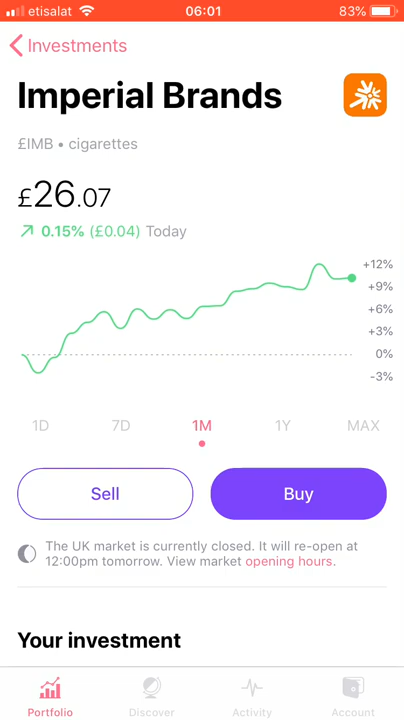 etisalat 06:01 83%
Investments
Imperial Brands
£IMB • cigarettes
£26.07
0.15% (£0.04) Today
+12%
+9%
+6%
+3%
0%
-3%
1D 7D 1M 1Y MAX
Sell Buy
The UK market is currently closed. It will re-open at
12:00pm tomorrow. View market opening hours.
Your investment
Portfolio Discover Activity Account